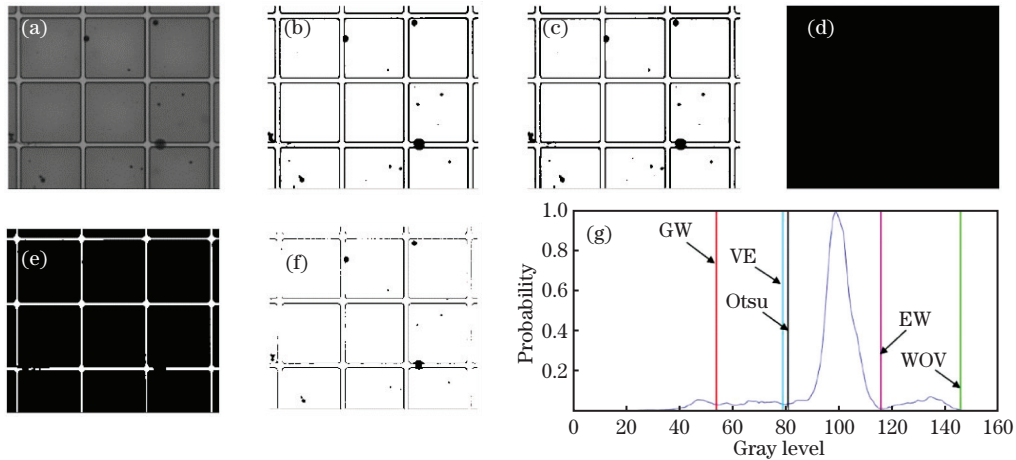 (a)
(b)
(c)
(d)
(e)
(f)
(g)
1.0
0.8
0.6
0.4
0.2
Probability
GW
VE
Otsu
EW
WOV
0 20 40 60 80 100 120 140 160
Gray level